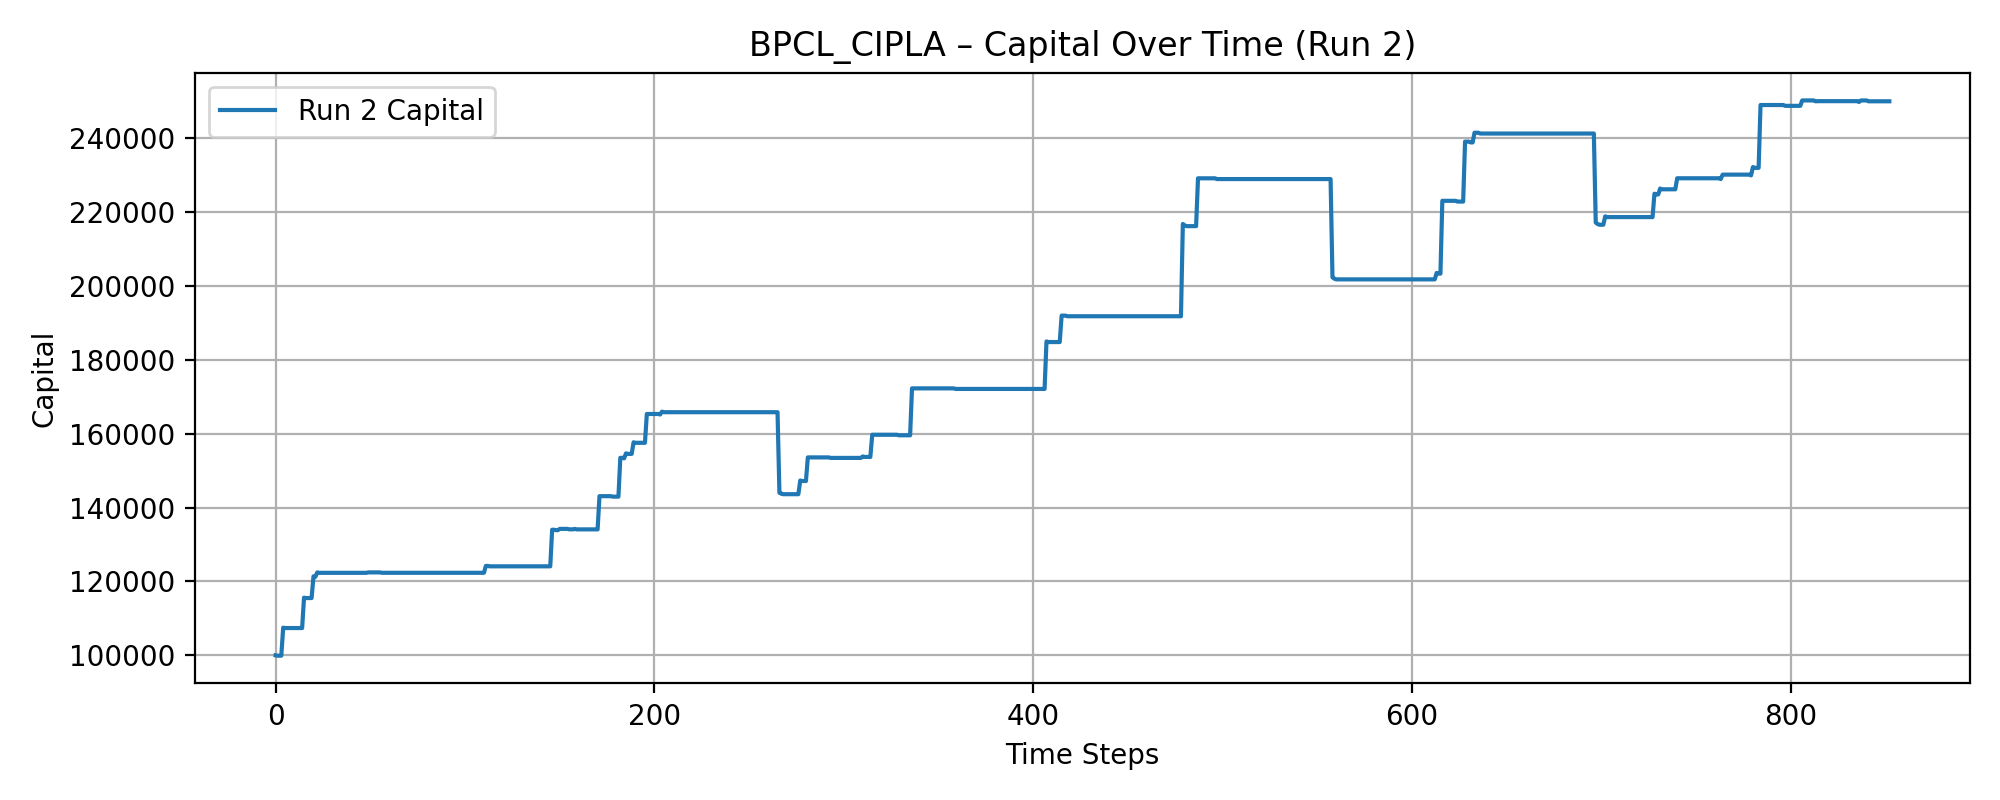 BPCL_CIPLA – Capital Over Time (Run 2)
Run 2 Capital
Capital
240000
220000
200000
180000
160000
140000
120000
100000
0 200 400 600 800
Time Steps